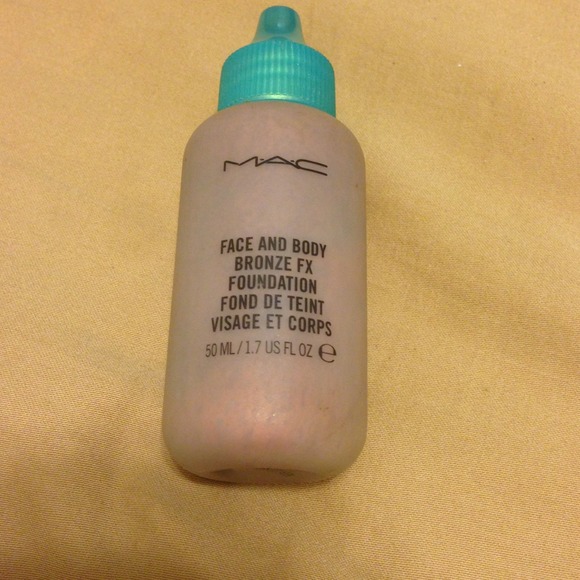 M·A·C
FACE AND BODY
BRONZE FX
FOUNDATION
FOND DE TEINT
VISAGE ET CORPS
50 ML / 1.7 US FL OZ ℮